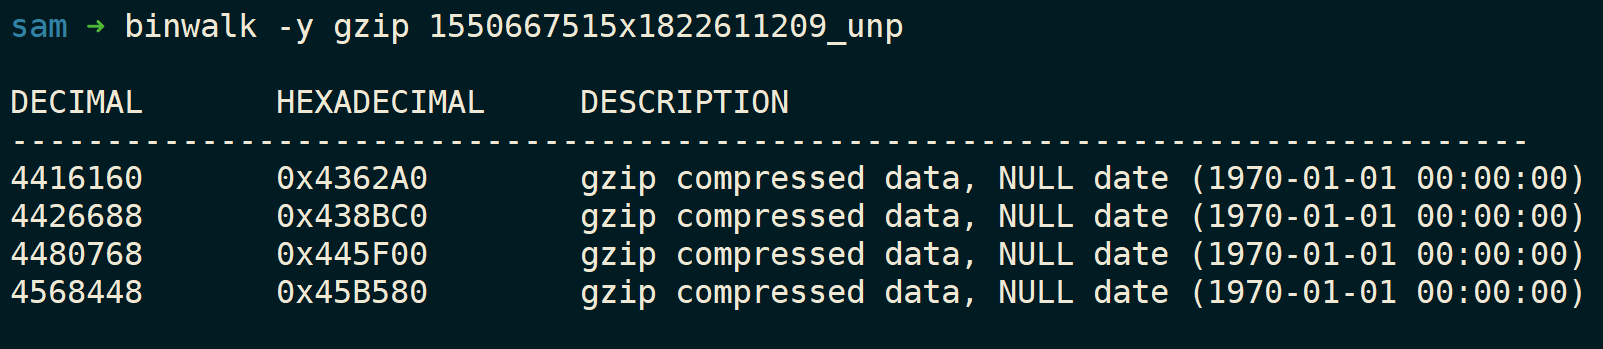 sam → binwalk -y gzip 1550667515x1822611209_unp
DECIMAL       HEXADECIMAL     DESCRIPTION
--------------------------------------------------------------------------------
4416160       0x4362A0        gzip compressed data, NULL date (1970-01-01 00:00:00)
4426688       0x438BC0        gzip compressed data, NULL date (1970-01-01 00:00:00)
4480768       0x445F00        gzip compressed data, NULL date (1970-01-01 00:00:00)
4568448       0x45B580        gzip compressed data, NULL date (1970-01-01 00:00:00)